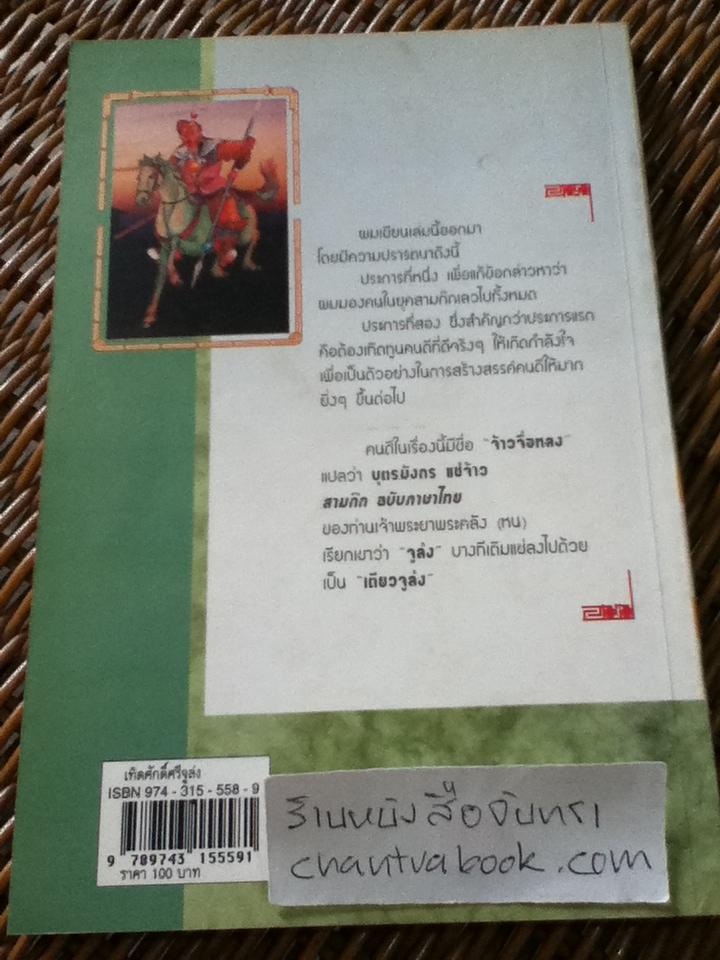 ผมเขียนเล่มนี้ออกมา
โดยมีความปรารถนาดังนี้
ประการที่หนึ่ง เพื่อแก้ข้อกล่าวหาว่า
ผมมองคนในยุคสามก๊กเลวไปทั้งหมด
ประการที่สอง ซึ่งสำคัญกว่าประการแรก
คือต้องเทิดทูนคนดีที่ดีจริงๆ ให้เกิดกำลังใจ
เพื่อเป็นตัวอย่างในการสร้างสรรค์คนดีให้มาก
ยิ่งๆ ขึ้นต่อไป
คนดีในเรื่องนี้มีชื่อ "จ้าวจื่อหลง"
แปลว่า บุตรมังกร แซ่จ้าว
สามก๊ก ฉบับภาษาไทย
ของท่านเจ้าพระยาพระคลัง (หน)
เรียกเขาว่า "จูล่ง" บางทีเติมแซ่ลงไปด้วย
เป็น "เตียวจูล่ง"
เทิดศักดิ์ศรีจูล่ง
ISBN 974-315-558-9
9 789743 155591
ราคา 100 บาท
ร้านหนังสือจันทรา
chantrabook.com